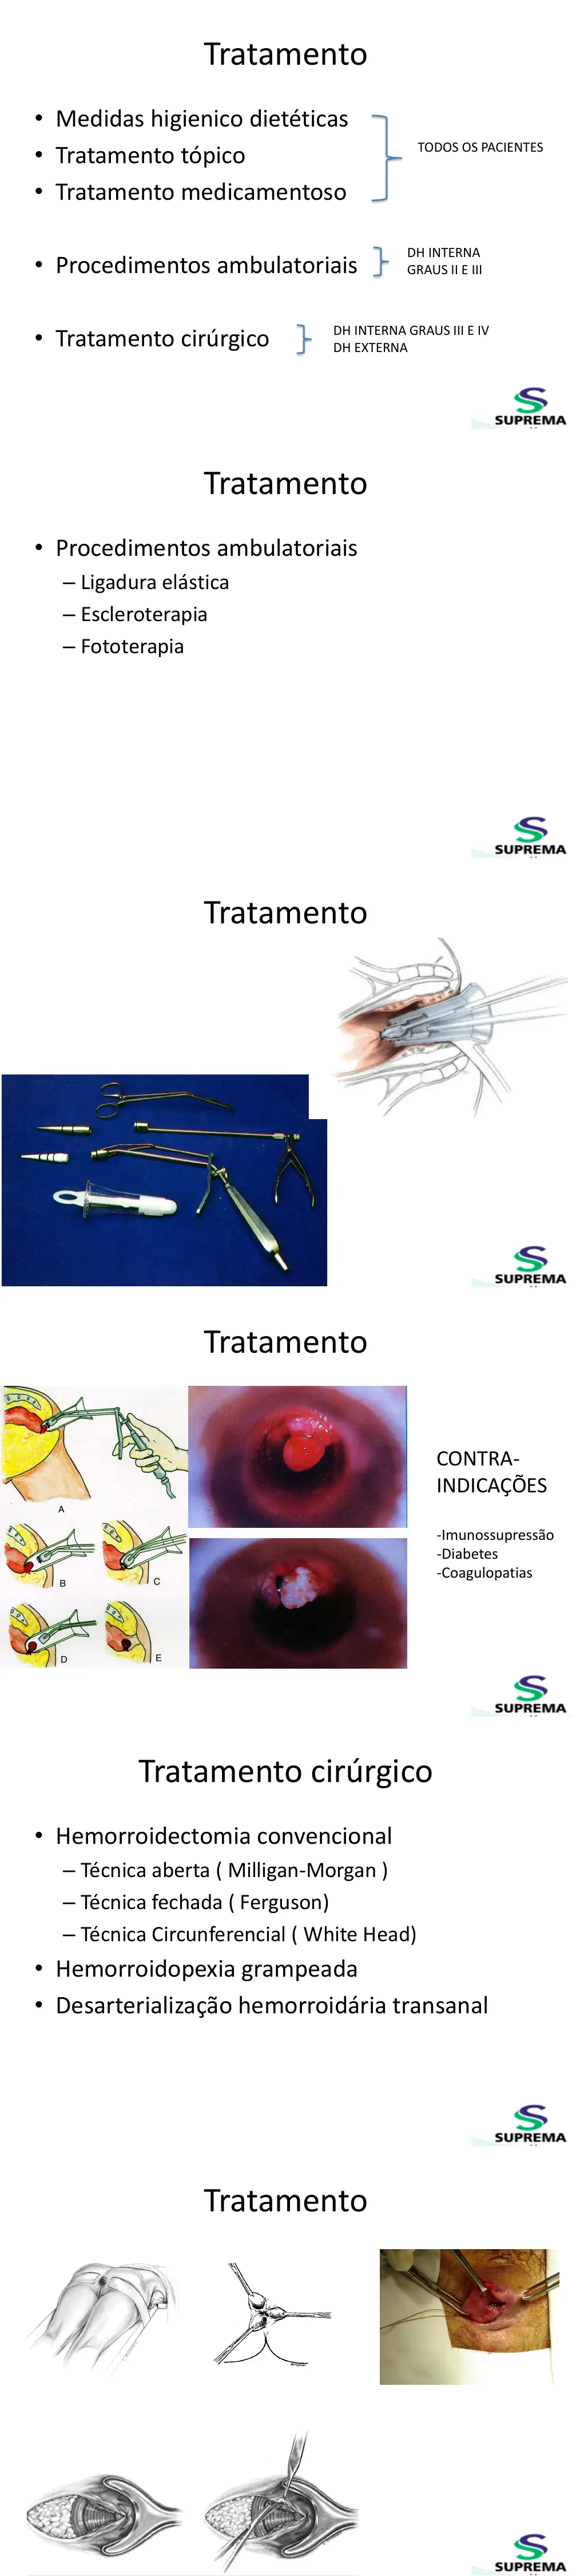 Tratamento
• Medidas higienico dietéticas
• Tratamento tópico
• Tratamento medicamentoso
TODOS OS PACIENTES
• Procedimentos ambulatoriais
DH INTERNA
GRAUS II E III
• Tratamento cirúrgico
DH INTERNA GRAUS III E IV
DH EXTERNA
SUPREMA
Tratamento
• Procedimentos ambulatoriais
– Ligadura elástica
– Escleroterapia
– Fototerapia
SUPREMA
Tratamento
SUPREMA
Tratamento
A
B
C
D
E
CONTRA-
INDICAÇÕES
-Imunossupressão
-Diabetes
-Coagulopatias
SUPREMA
Tratamento cirúrgico
• Hemorroidectomia convencional
– Técnica aberta ( Milligan-Morgan )
– Técnica fechada ( Ferguson)
– Técnica Circunferencial ( White Head)
• Hemorroidopexia grampeada
• Desarterialização hemorroidária transanal
SUPREMA
Tratamento
SUPREMA